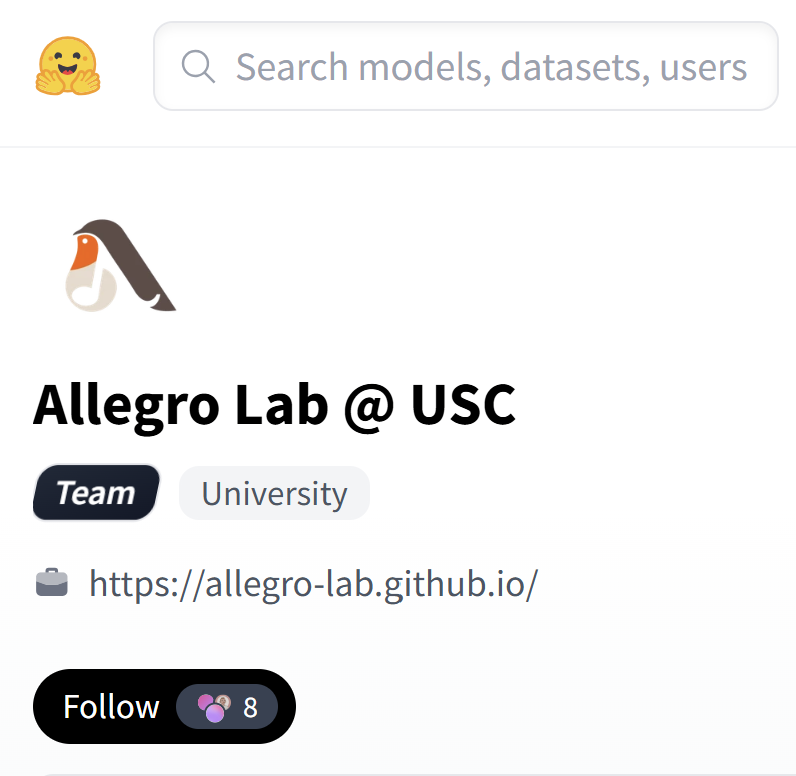 Search models, datasets, users
Allegro Lab @ USC
Team University
https://allegro-lab.github.io/
Follow 8